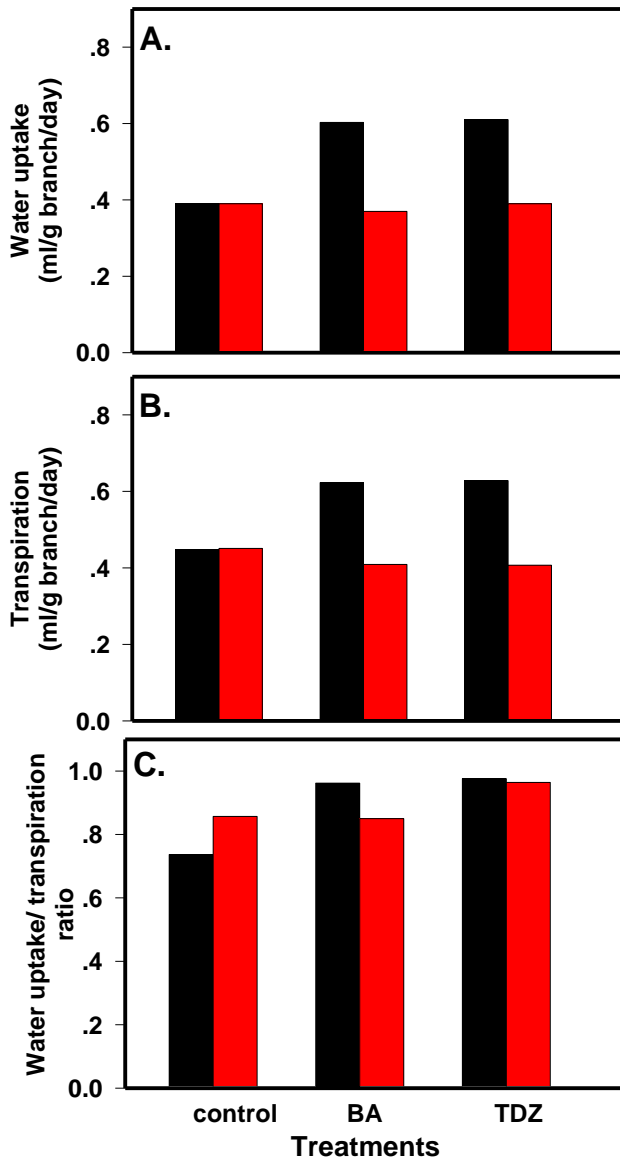 A.
Water uptake
(ml/g branch/day)
.8
.6
.4
.2
0.0
B.
Transpiration
(ml/g branch/day)
.8
.6
.4
.2
0.0
C.
Water uptake/ transpiration
ratio
1.0
.8
.6
.4
.2
0.0
control BA TDZ
Treatments